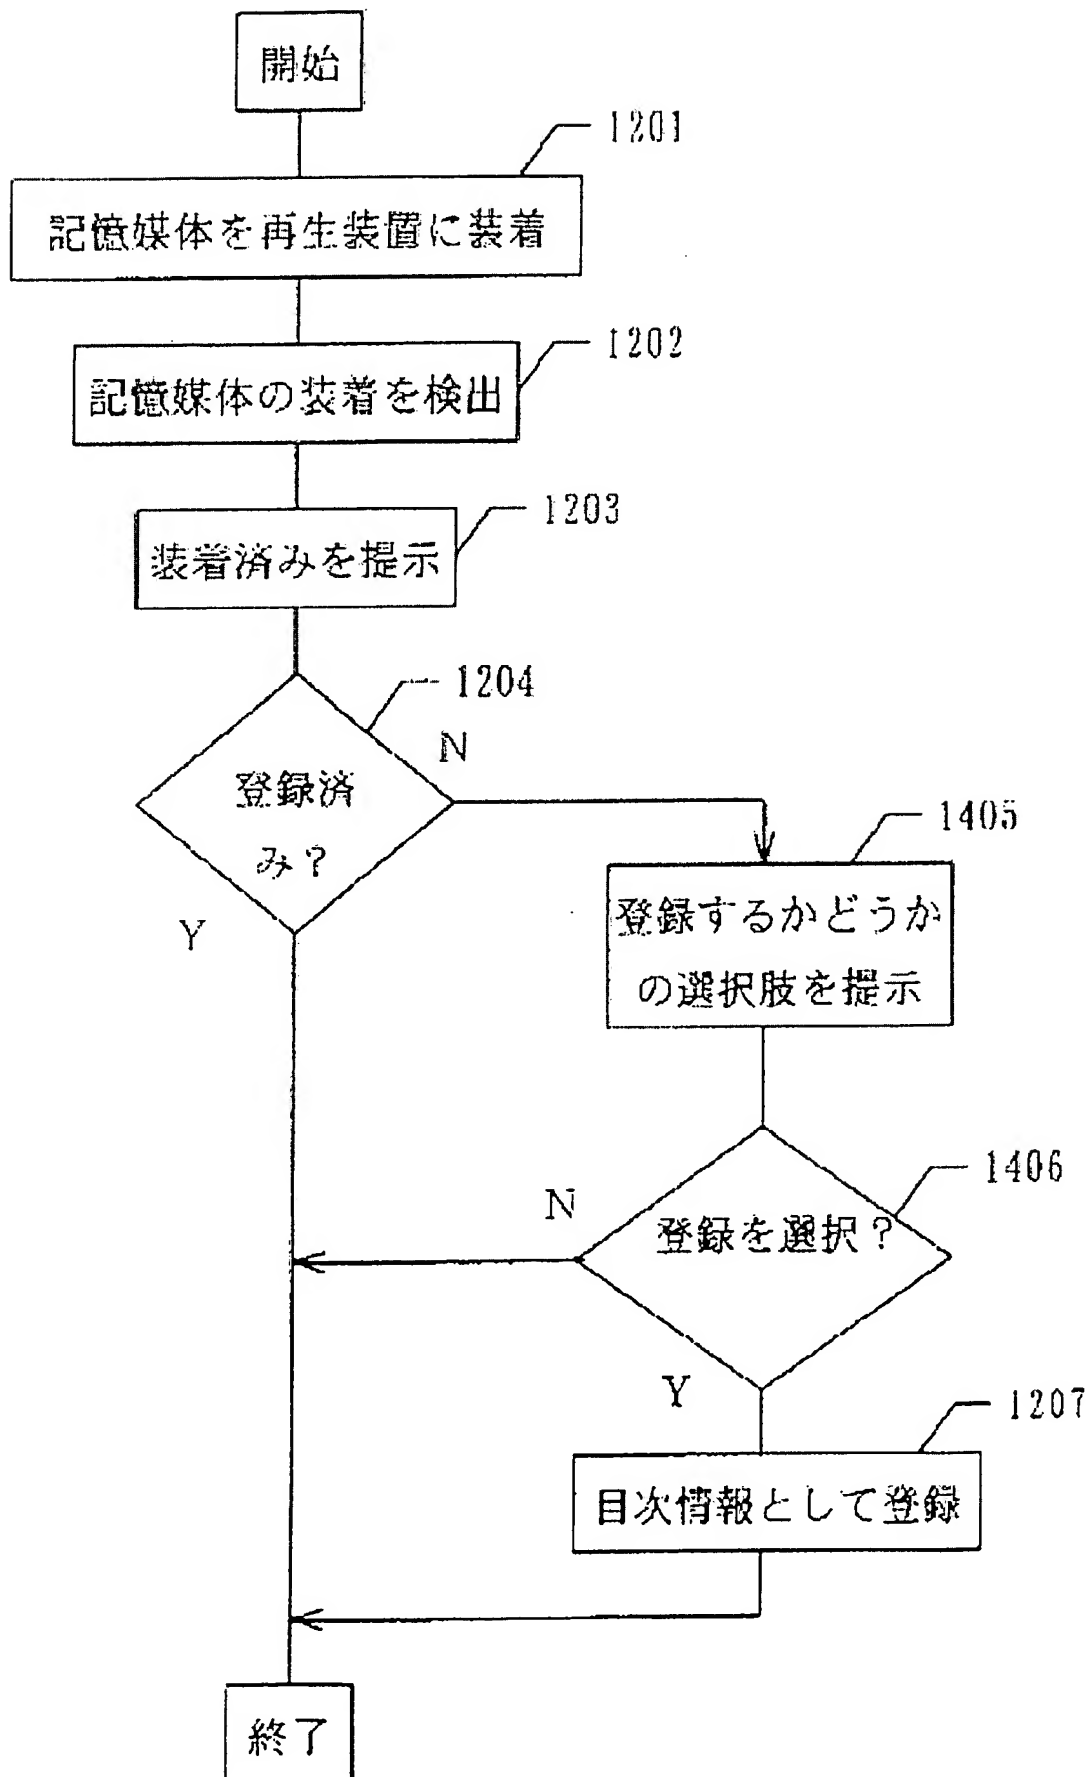 開始
1201
記憶媒体を再生装置に装着
1202
記憶媒体の装着を検出
1203
装着済みを提示
1204
N
登録済
み?
Y
1405
登録するかどうか
の選択肢を提示
1406
N
登録を選択?
Y
1207
目次情報として登録
終了